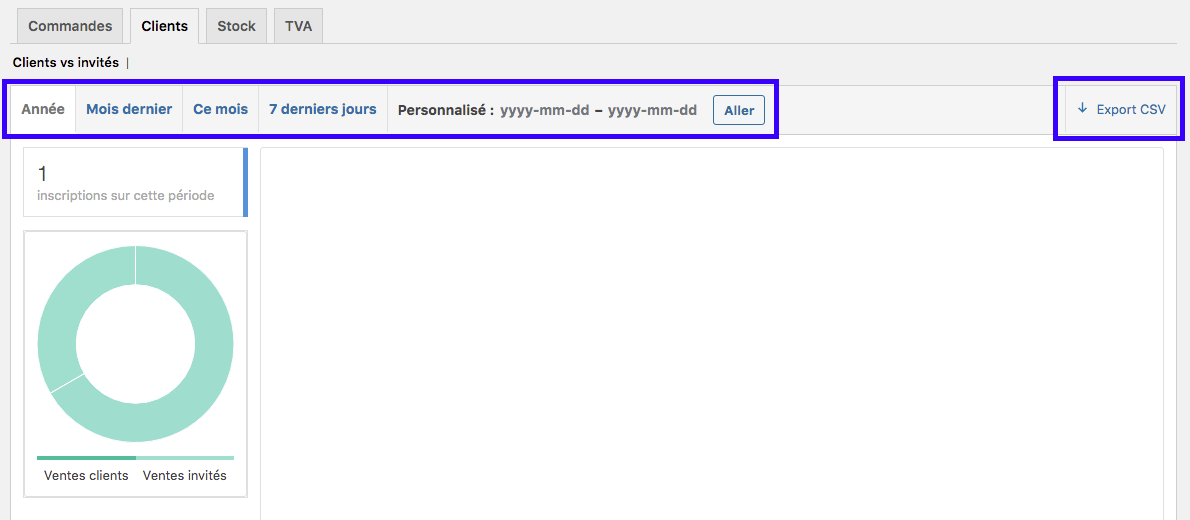 Commandes Clients Stock TVA
Clients vs invités |
Année Mois dernier Ce mois 7 derniers jours Personnalisé : yyyy-mm-dd – yyyy-mm-dd Aller Export CSV
1
inscriptions sur cette période
Ventes clients Ventes invités